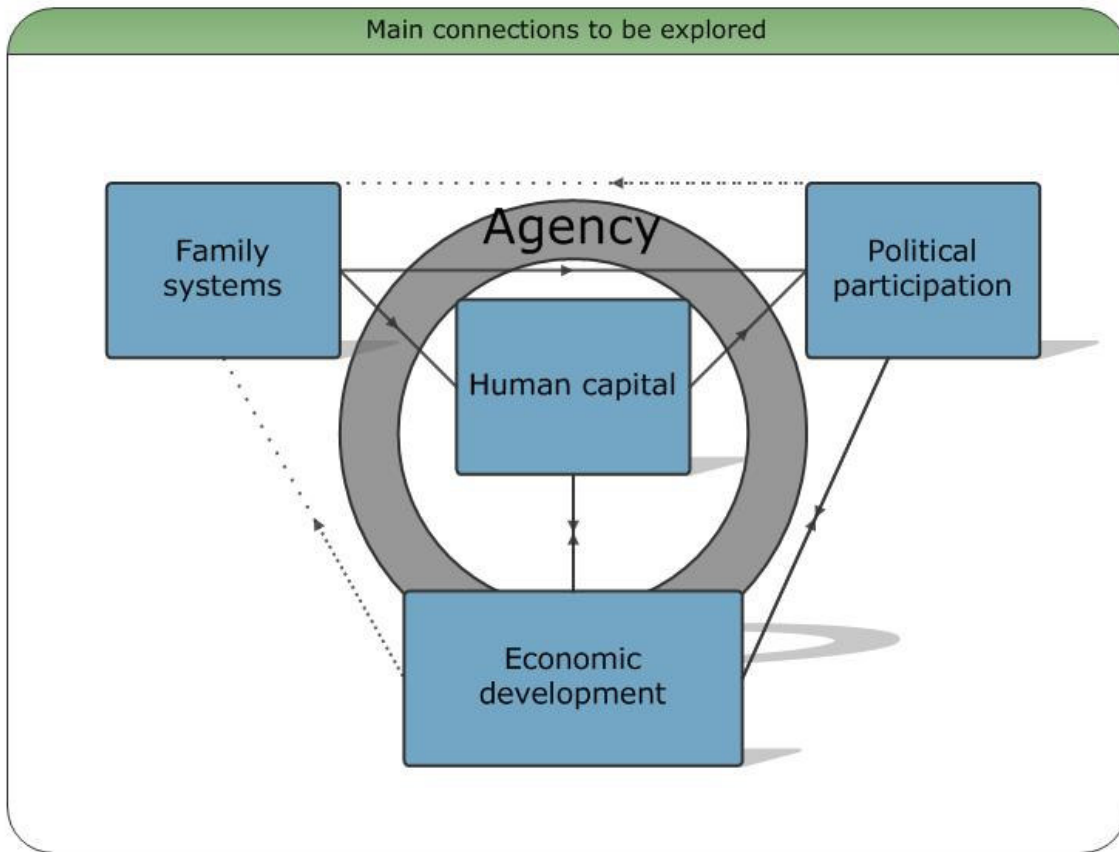 Main connections to be explored
Agency
Family
systems
Political
participation
Human capital
Economic
development